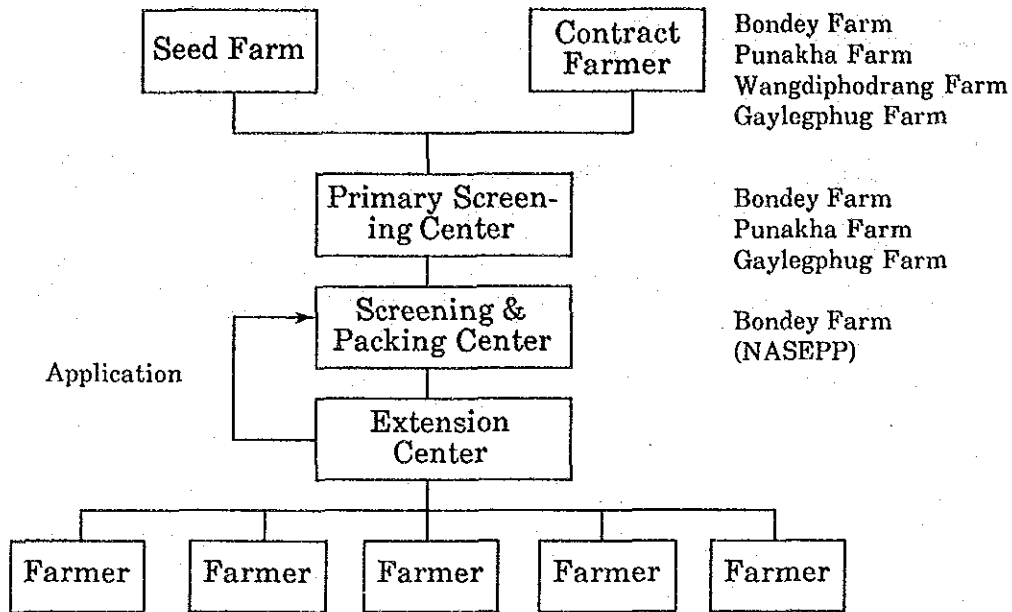 Seed Farm
Contract
Farmer
Bondey Farm
Punakha Farm
Wangdiphodrang Farm
Gaylegphug Farm
Primary Screen-
ing Center
Bondey Farm
Punakha Farm
Gaylegphug Farm
Screening &
Packing Center
Bondey Farm
(NASEPP)
Application
Extension
Center
Farmer
Farmer
Farmer
Farmer
Farmer